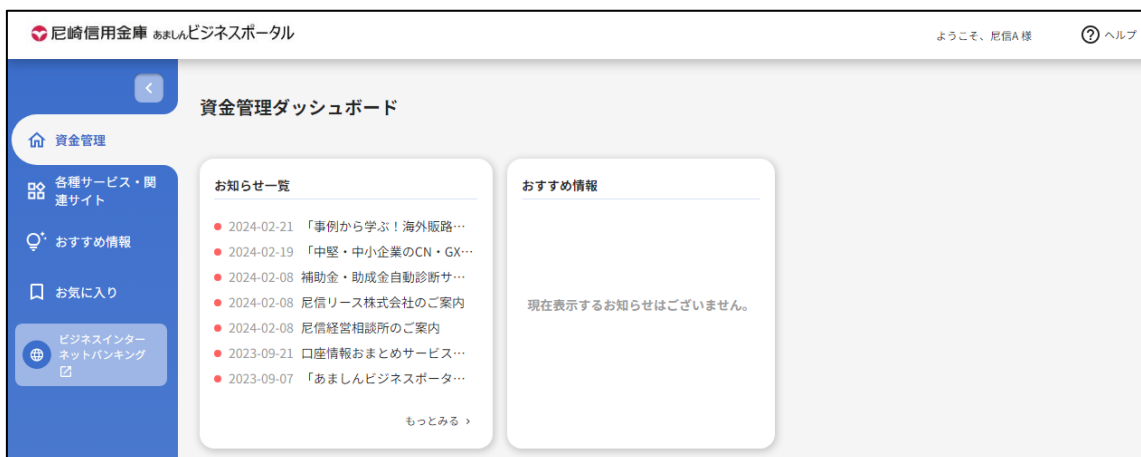 尼崎信用金庫 あましんビジネスポータル
ようこそ、尼信A 様
ヘルプ
資金管理
各種サービス・関
連サイト
おすすめ情報
お気に入り
ビジネスインター
ネットバンキング
資金管理ダッシュボード
お知らせ一覧
2024-02-21 「事例から学ぶ!海外販路…
2024-02-19 「中堅・中小企業のCN・GX…
2024-02-08 補助金・助成金自動診断サ…
2024-02-08 尼信リース株式会社のご案内
2024-02-08 尼信経営相談所のご案内
2023-09-21 口座情報おまとめサービス…
2023-09-07 「あましんビジネスポータ…
もっとみる ›
おすすめ情報
現在表示するお知らせはございません。